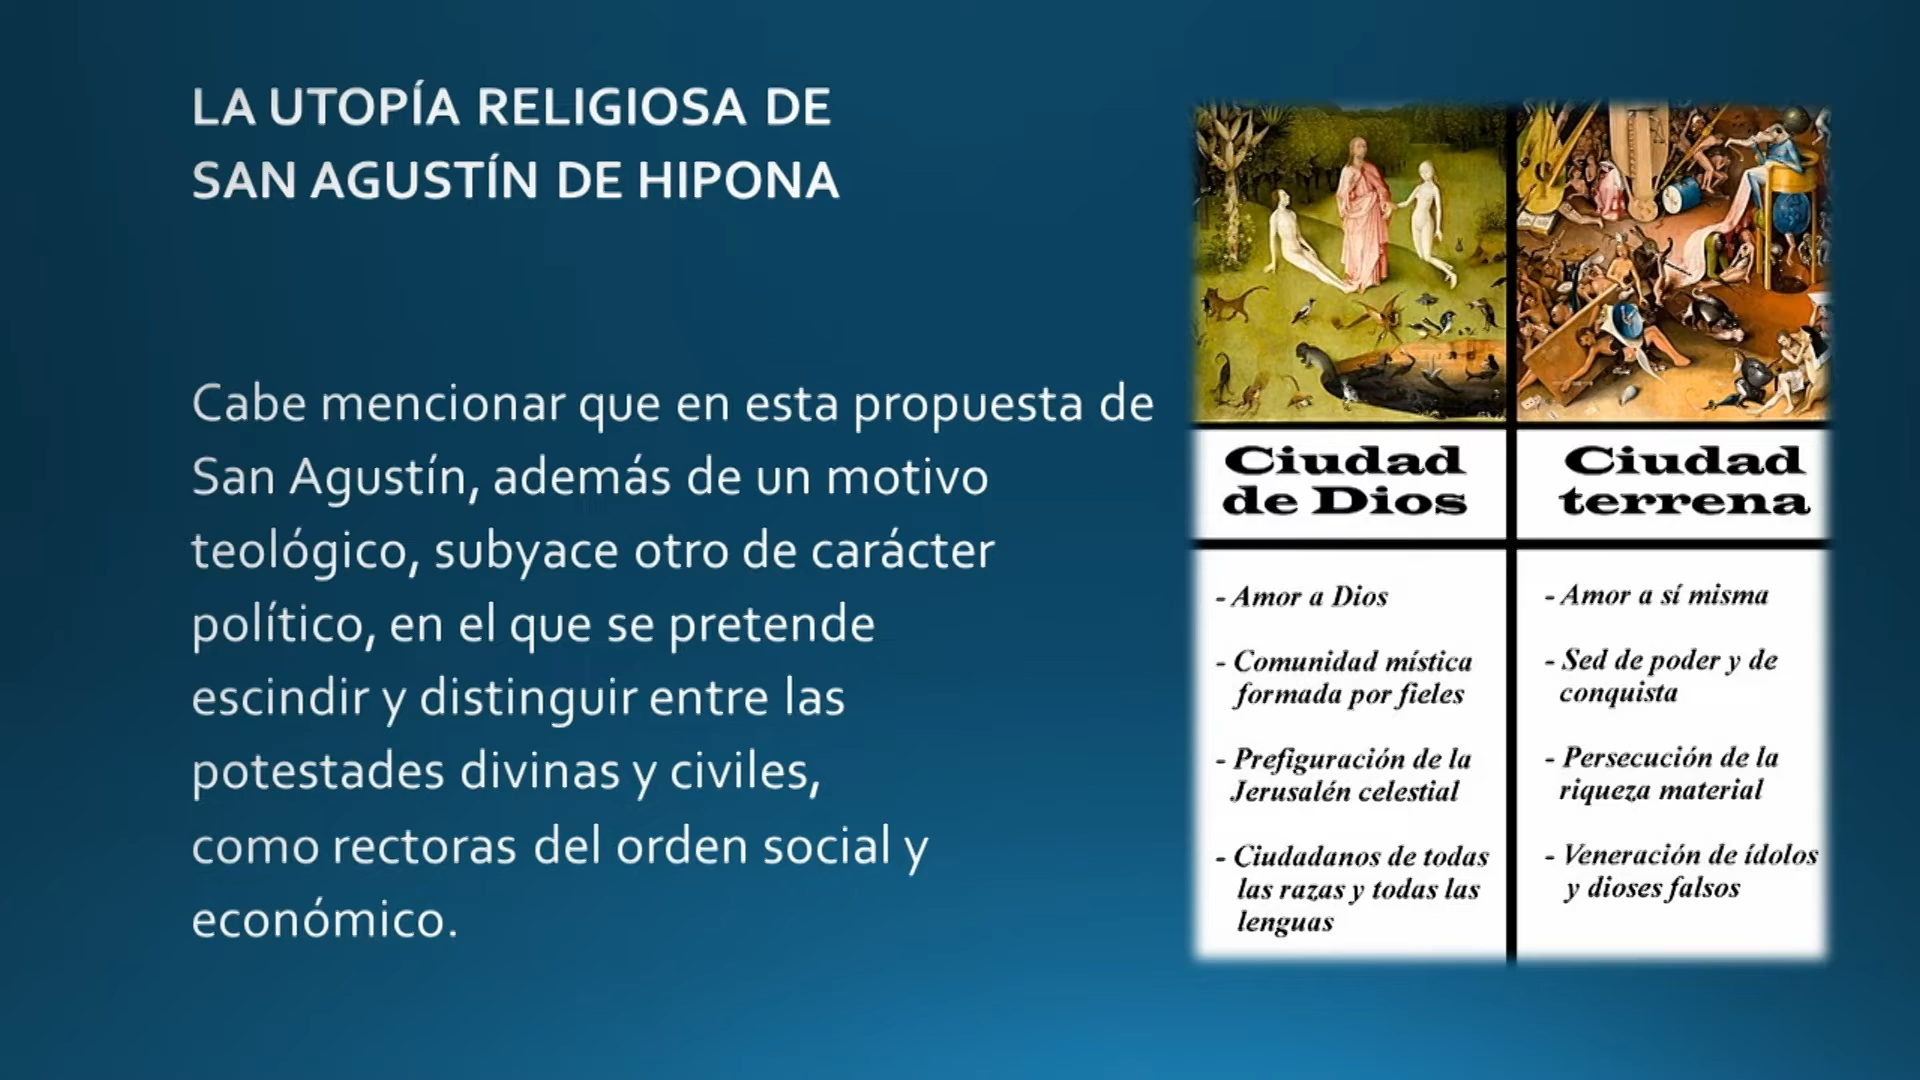 LA UTOPÍA RELIGIOSA DE
SAN AGUSTÍN DE HIPONA
Cabe mencionar que en esta propuesta de
San Agustín, además de un motivo
teológico, subyace otro de carácter
político, en el que se pretende
escindir y distinguir entre las
potestades divinas y civiles,
como rectoras del orden social y
económico.
Ciudad
de Dios
- Amor a Dios
- Comunidad mística
formada por fieles
- Prefiguración de la
Jerusalén celestial
- Ciudadanos de todas
las razas y todas las
lenguas
Ciudad
terrena
- Amor a sí misma
- Sed de poder y de
conquista
- Persecución de la
riqueza material
- Veneración de ídolos
y dioses falsos